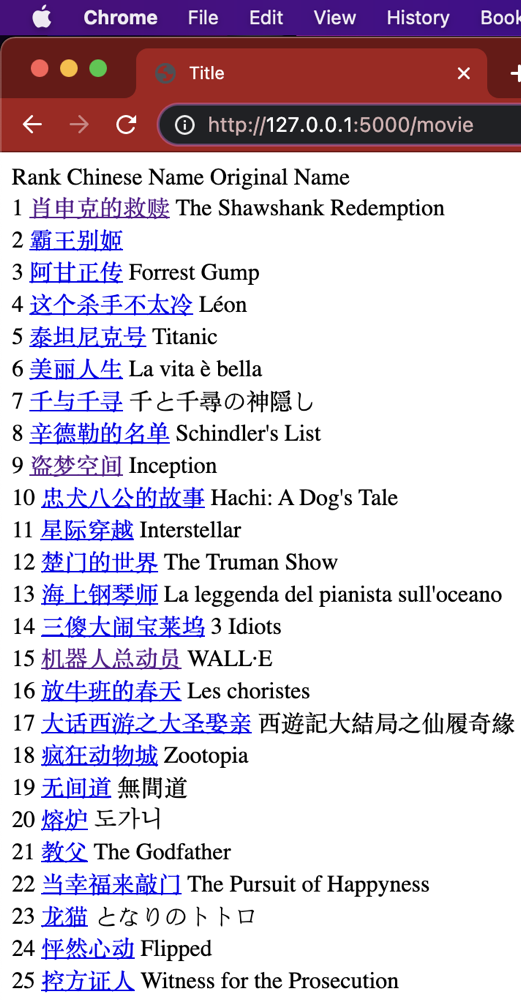 Chrome File Edit View History Book
Title
http://127.0.0.1:5000/movie
Rank Chinese Name Original Name
1 肖申克的救赎 The Shawshank Redemption
2 霸王别姬
3 阿甘正传 Forrest Gump
4 这个杀手不太冷 Léon
5 泰坦尼克号 Titanic
6 美丽人生 La vita è bella
7 千与千寻 千と千尋の神隠し
8 辛德勒的名单 Schindler's List
9 盗梦空间 Inception
10 忠犬八公的故事 Hachi: A Dog's Tale
11 星际穿越 Interstellar
12 楚门的世界 The Truman Show
13 海上钢琴师 La leggenda del pianista sull'oceano
14 三傻大闹宝莱坞 3 Idiots
15 机器人总动员 WALL·E
16 放牛班的春天 Les choristes
17 大话西游之大圣娶亲 西遊記大結局之仙履奇緣
18 疯狂动物城 Zootopia
19 无间道 無間道
20 熔炉 도가니
21 教父 The Godfather
22 当幸福来敲门 The Pursuit of Happyness
23 龙猫 となりのトトロ
24 怦然心动 Flipped
25 控方证人 Witness for the Prosecution